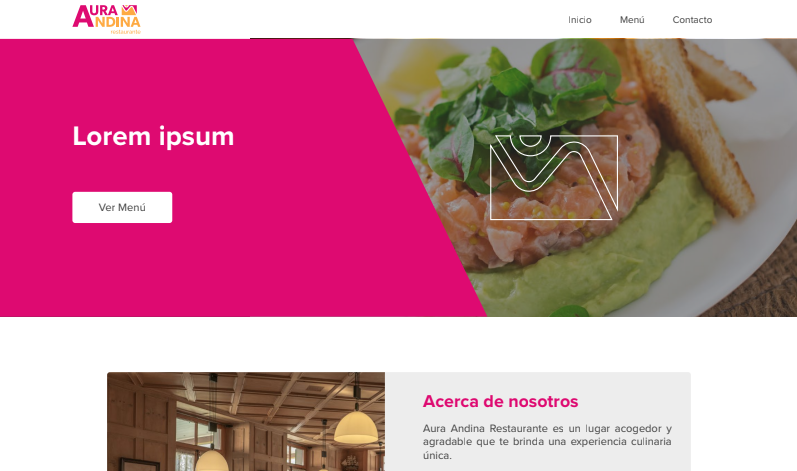 AURA
ANDINA
restaurante
Inicio Menú Contacto
Lorem ipsum
Ver Menú
Acerca de nosotros
Aura Andina Restaurante es un lugar acogedor y
agradable que te brinda una experiencia culinaria
única.